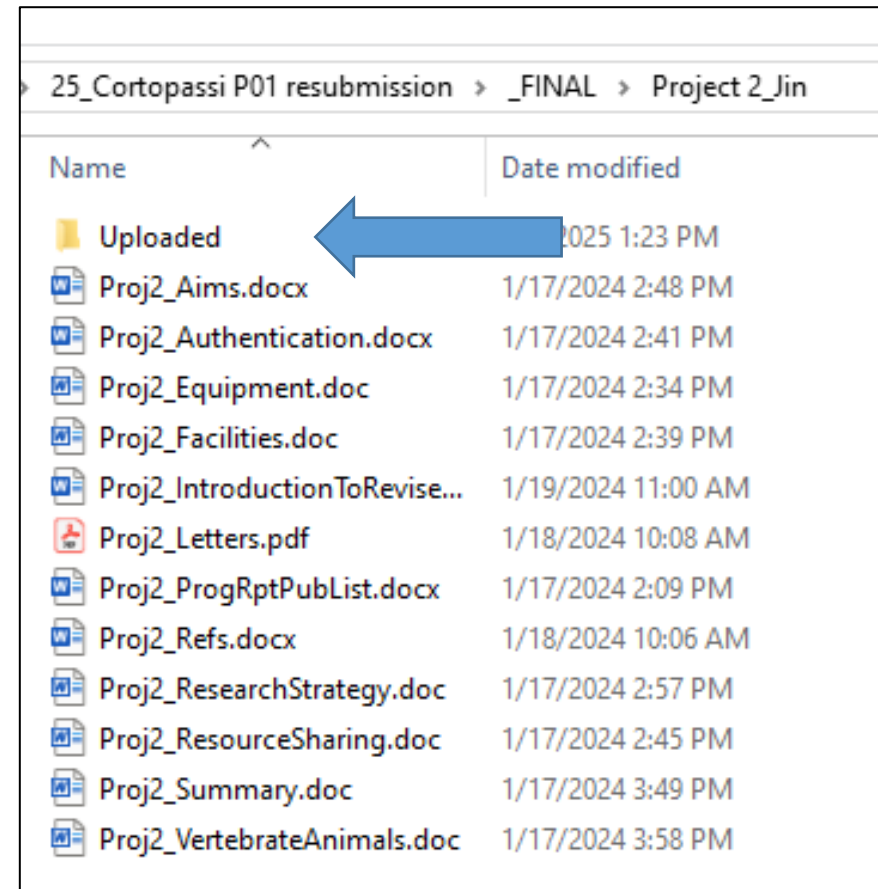 25_Cortopassi P01 resubmission > _FINAL > Project 2_Jin
Name Date modified
Uploaded 2025 1:23 PM
Proj2_Aims.docx 1/17/2024 2:48 PM
Proj2_Authentication.docx 1/17/2024 2:41 PM
Proj2_Equipment.doc 1/17/2024 2:34 PM
Proj2_Facilities.doc 1/17/2024 2:39 PM
Proj2_IntroductionToRevise... 1/19/2024 11:00 AM
Proj2_Letters.pdf 1/18/2024 10:08 AM
Proj2_ProgRptPubList.docx 1/17/2024 2:09 PM
Proj2_Refs.docx 1/18/2024 10:06 AM
Proj2_ResearchStrategy.doc 1/17/2024 2:57 PM
Proj2_ResourceSharing.doc 1/17/2024 2:45 PM
Proj2_Summary.doc 1/17/2024 3:49 PM
Proj2_VertebrateAnimals.doc 1/17/2024 3:58 PM